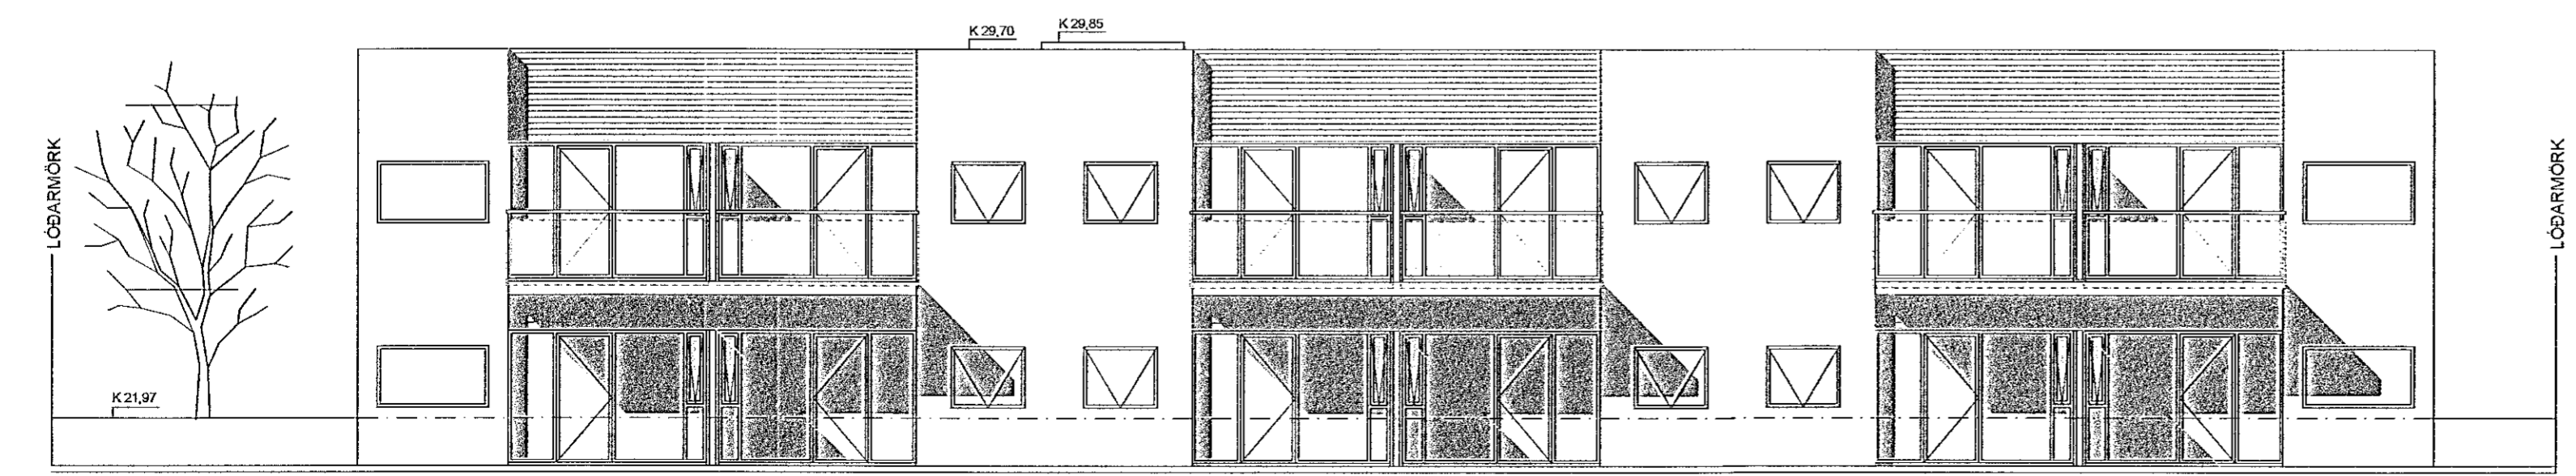 K 29,70
K 29,85
LÓÐARMÖRK
LÓÐARMÖRK
K 21,97